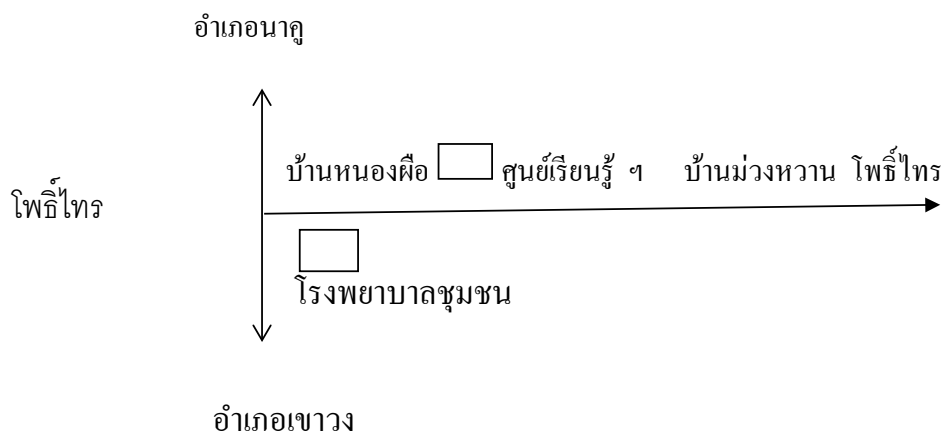 อำเภอนาคู
บ้านหนองผือ ศูนย์เรียนรู้ ฯ บ้านม่วงหวาน โพธิ์ไทร
โพธิ์ไทร
โรงพยาบาลชุมชน
อำเภอเขาวง